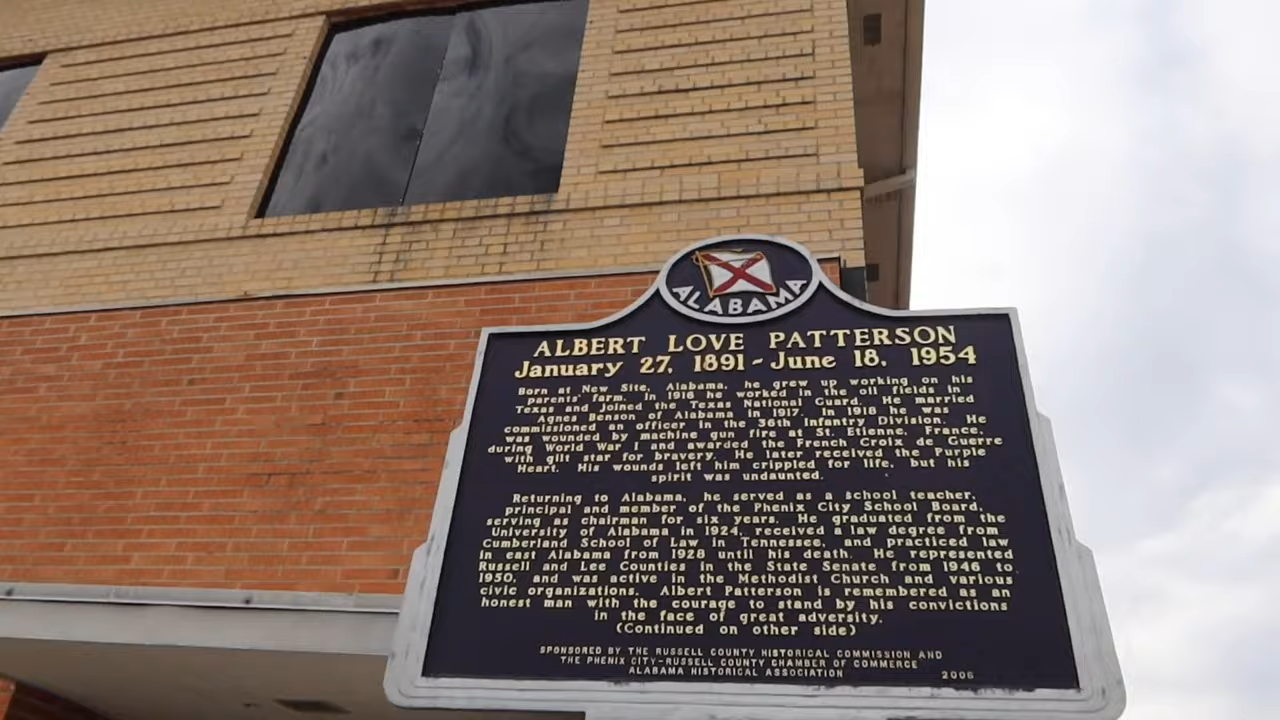 ALABAMA
ALBERT LOVE PATTERSON
January 27, 1891 - June 18, 1954
Born at New Site, Alabama, he grew up working on his
parents' farm. In 1916 he worked in the oil fields in
Texas and joined the Texas National Guard. He married
Agnes Benson of Alabama in 1917. In 1918 he was
commissioned an officer in the 36th Infantry Division. He
was wounded by machine gun fire at St. Etienne, France,
during World War I and awarded the French Croix de Guerre
with gilt star for bravery. He later received the Purple
Heart. His wounds left him crippled for life, but his
spirit was undaunted.
Returning to Alabama, he served as a school teacher,
principal and member of the Phenix City School Board,
serving as chairman for six years. He graduated from the
University of Alabama in 1924, received a law degree from
Cumberland School of Law in Tennessee, and practiced law
in east Alabama from 1928 until his death. He represented
Russell and Lee Counties in the State Senate from 1946 to
1950, and was active in the Methodist Church and various
civic organizations. Albert Patterson is remembered as an
honest man with the courage to stand by his convictions
in the face of great adversity.
(Continued on other side)
SPONSORED BY THE RUSSELL COUNTY HISTORICAL COMMISSION AND
THE PHENIX CITY-RUSSELL COUNTY CHAMBER OF COMMERCE
ALABAMA HISTORICAL ASSOCIATION 2006